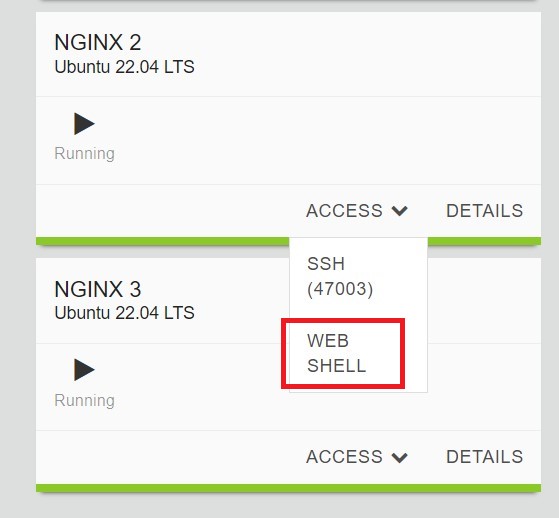 NGINX 2
Ubuntu 22.04 LTS
Running
ACCESS DETAILS
SSH
(47003)
WEB
SHELL
NGINX 3
Ubuntu 22.04 LTS
Running
ACCESS DETAILS